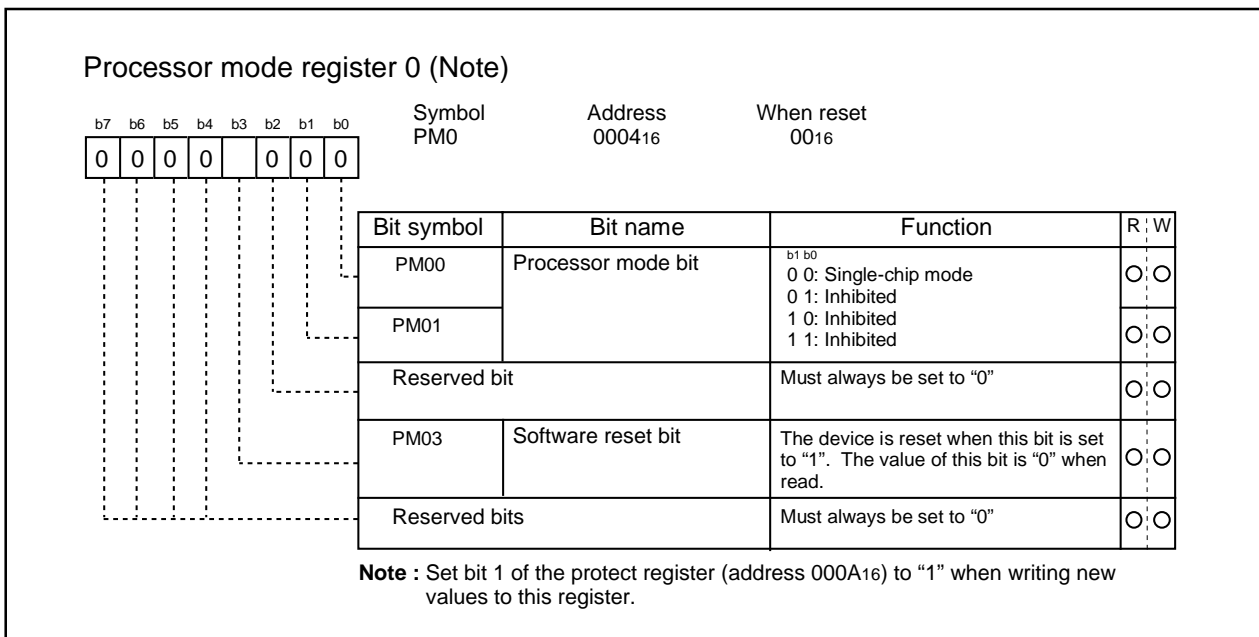 Processor mode register 0 (Note)
Symbol Address When reset
PM0 000416 0016
b7 b6 b5 b4 b3 b2 b1 b0
0 0 0 0 0 0 0
Bit symbol Bit name Function R W
PM00 Processor mode bit b1 b0
0 0: Single-chip mode
0 1: Inhibited
PM01 1 0: Inhibited
1 1: Inhibited
Reserved bit Must always be set to “0”
PM03 Software reset bit The device is reset when this bit is set
to “1”. The value of this bit is “0” when
read.
Reserved bits Must always be set to “0”
Note : Set bit 1 of the protect register (address 000A16) to “1” when writing new
values to this register.